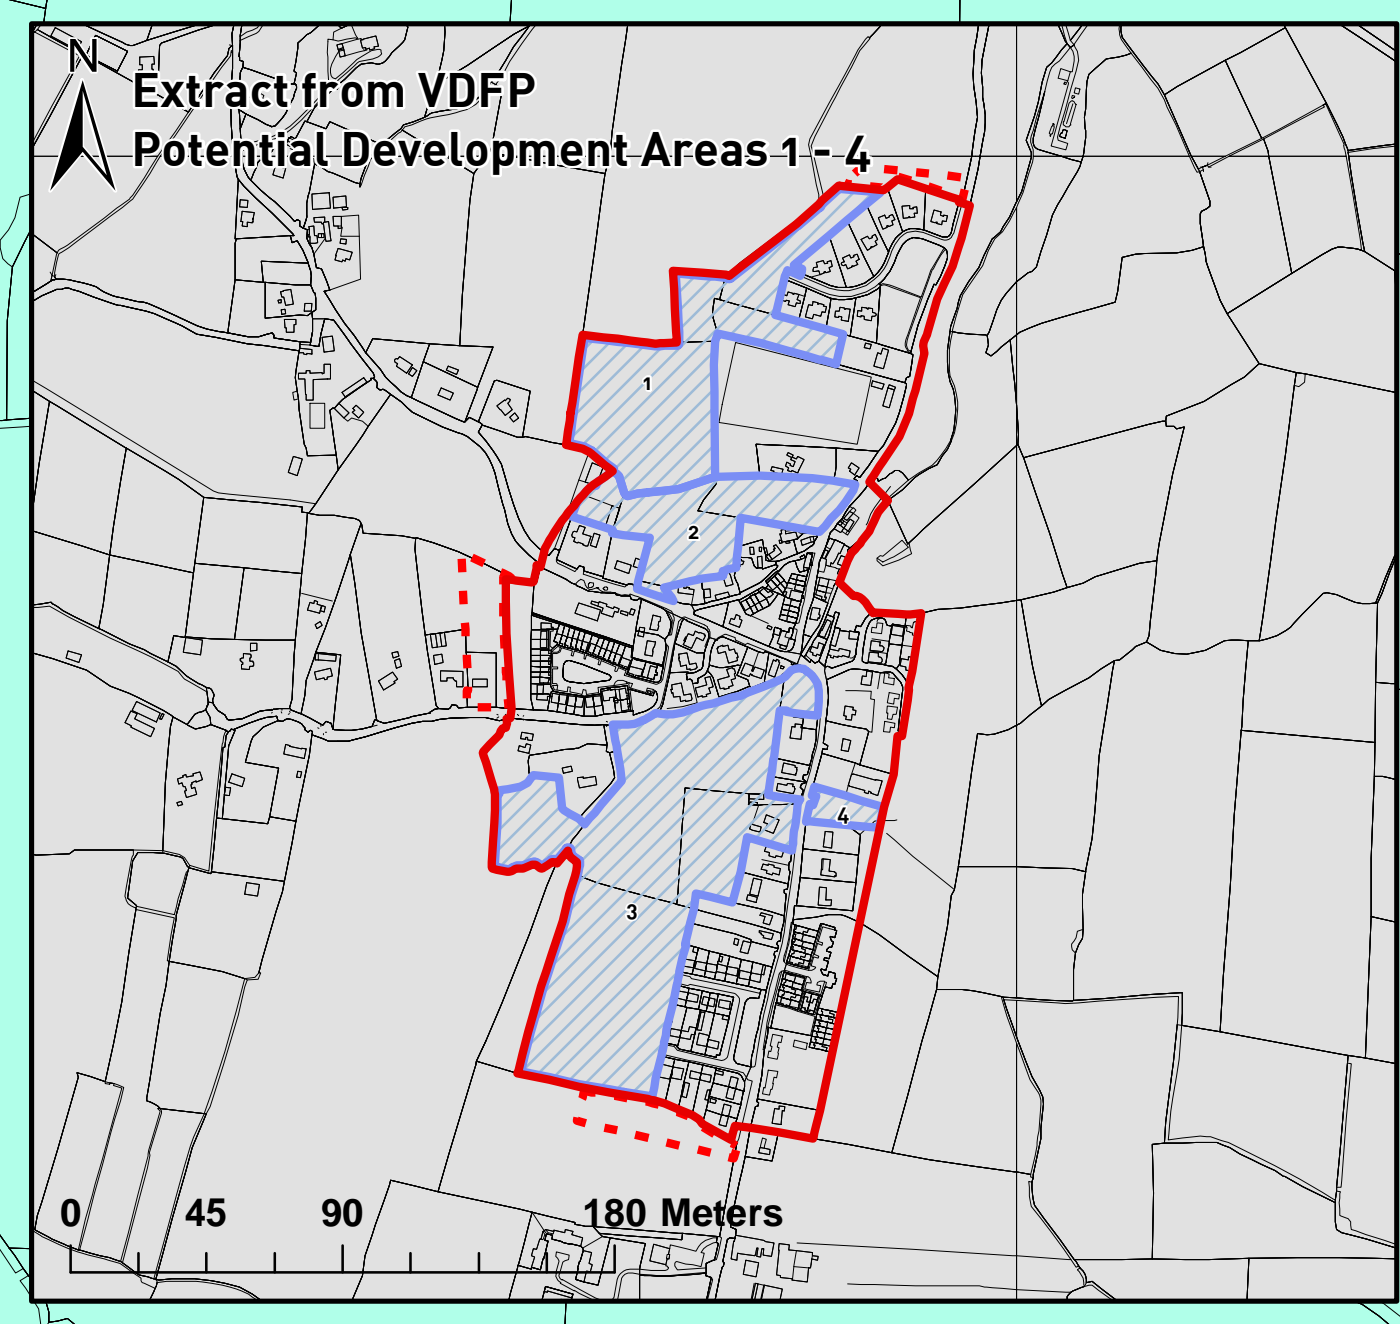 N
Extract from VDFP
Potential Development Areas 1 - 4
1
2
3
4
0 45 90 180 Meters